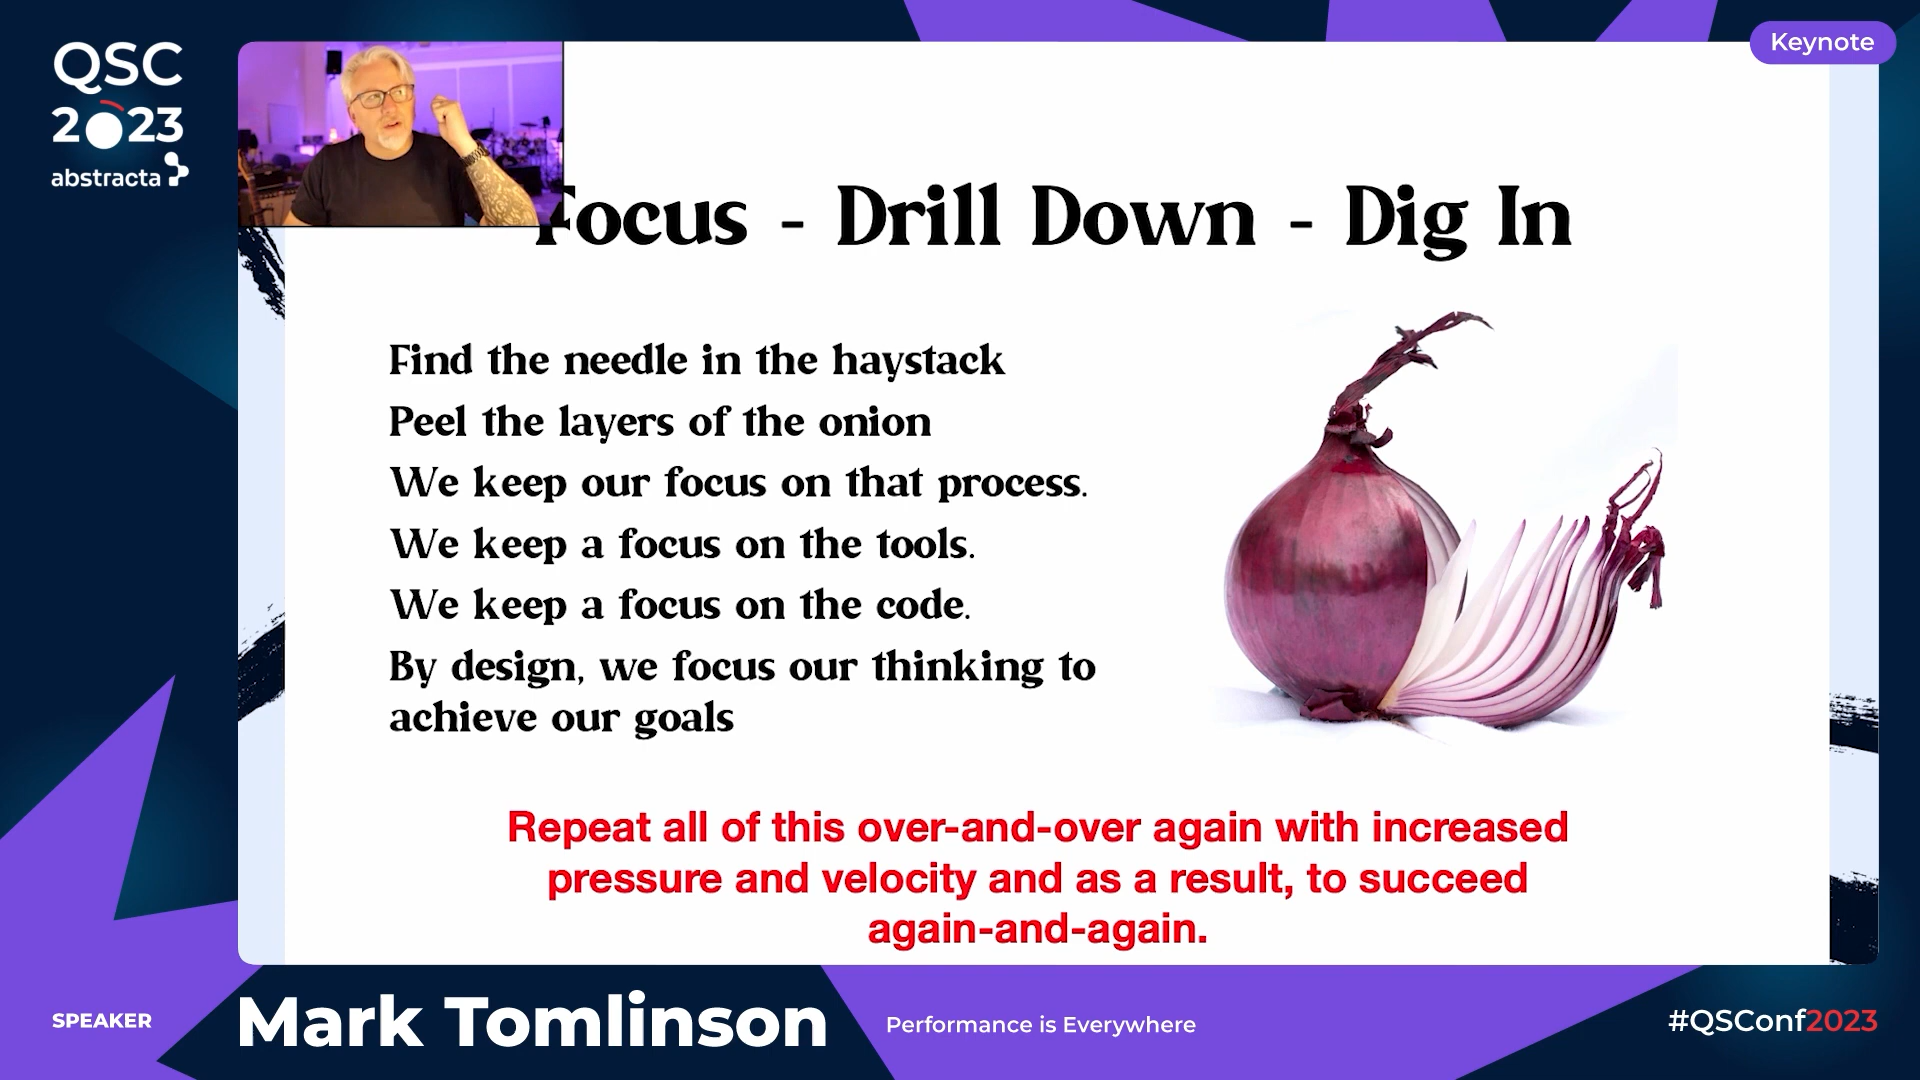 QSC
2023
abstracta
Keynote
Focus - Drill Down - Dig In
Find the needle in the haystack
Peel the layers of the onion
We keep our focus on that process.
We keep a focus on the tools.
We keep a focus on the code.
By design, we focus our thinking to
achieve our goals
Repeat all of this over-and-over again with increased
pressure and velocity and as a result, to succeed
again-and-again.
SPEAKER
Mark Tomlinson
Performance is Everywhere
#QSConf2023